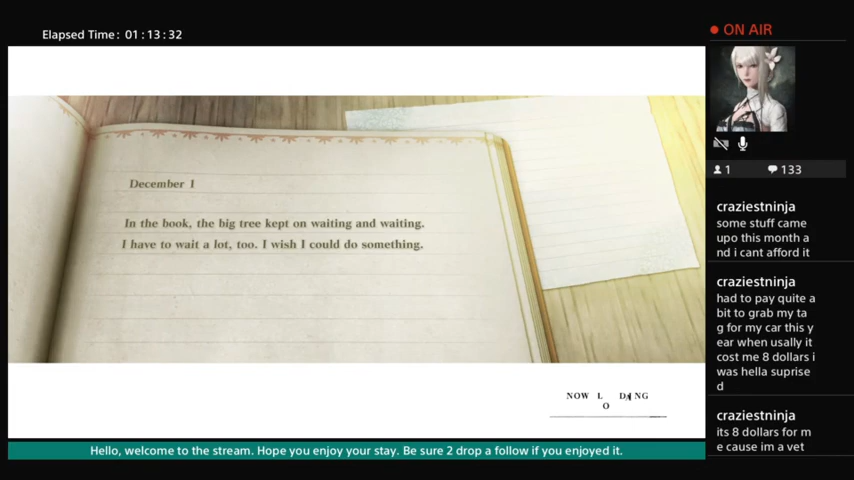 Elapsed Time: 01:13:32
ON AIR
1
133
December 1
In the book, the big tree kept on waiting and waiting.
I have to wait a lot, too. I wish I could do something.
NOW LOADING
Hello, welcome to the stream. Hope you enjoy your stay. Be sure 2 drop a follow if you enjoyed it.
craziestninja
some stuff came
upo this month a
nd i cant afford it
craziestninja
had to pay quite a
bit to grab my ta
g for my car this y
ear when usally it
cost me 8 dollars i
was hella suprise
d
craziestninja
its 8 dollars for m
e cause im a vet